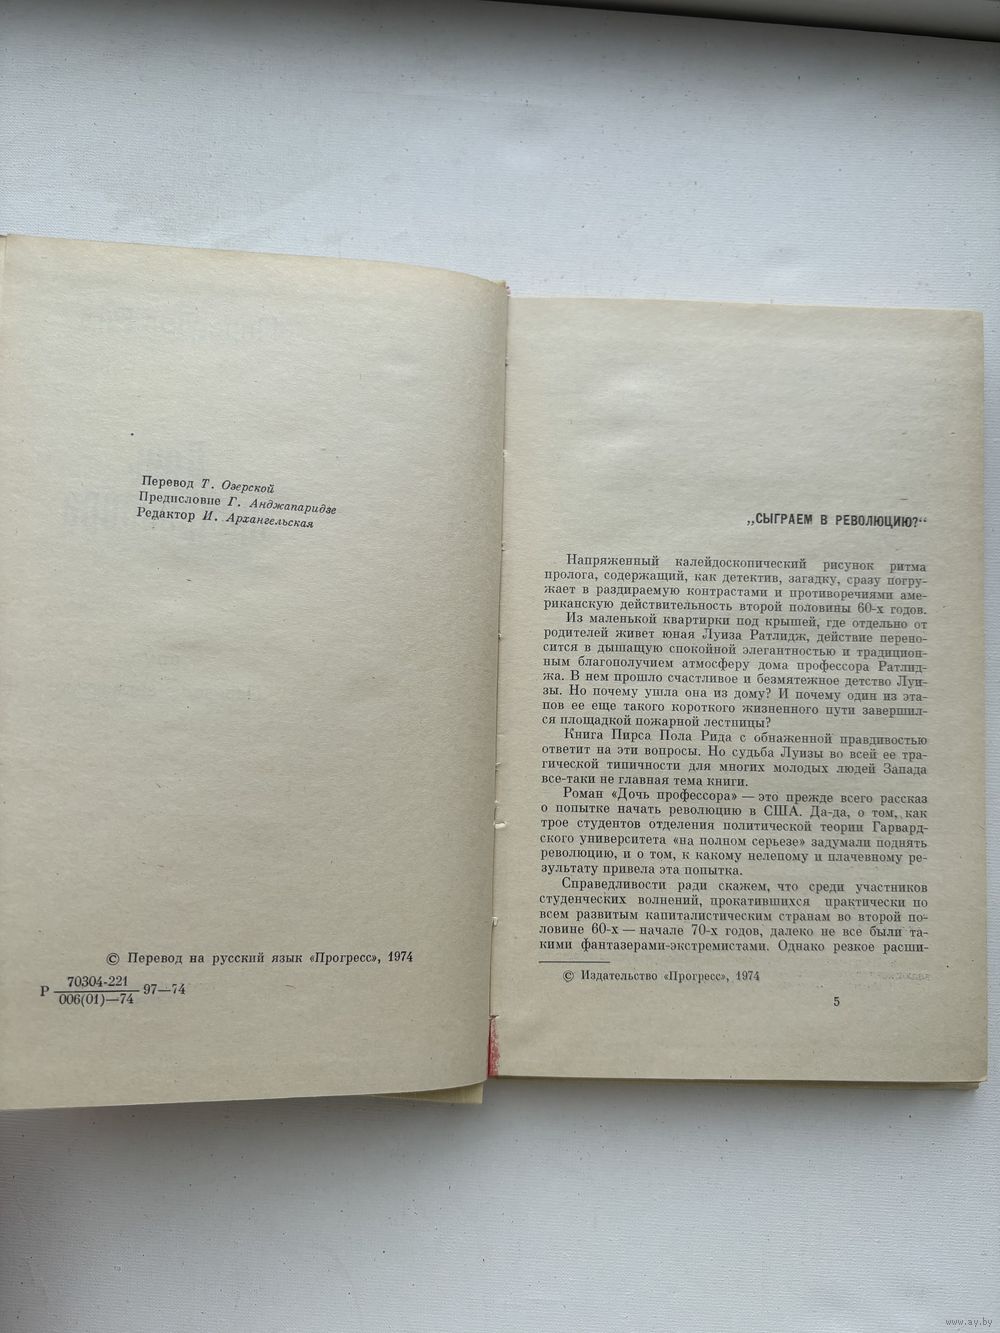 Перевод Т. Озерской
Предисловие Г. Анджапаридзе
Редактор И. Архангельская
© Перевод на русский язык «Прогресс», 1974
Р 70304-221
006(01)—74 97—74
„СЫГРАЕМ В РЕВОЛЮЦИЮ?“
Напряженный калейдоскопический рисунок ритма
пролога, содержащий, как детектив, загадку, сразу погру-
жает в раздираемую контрастами и противоречиями аме-
риканскую действительность второй половины 60-х годов.
Из маленькой квартирки под крышей, где отдельно от
родителей живет юная Луиза Ратлидж, действие перено-
сится в дышащую спокойной элегантностью и традицион-
ным благополучием атмосферу дома профессора Ратлид-
жа. В нем прошло счастливое и безмятежное детство Луи-
зы. Но почему ушла она из дому? И почему один из эта-
пов ее еще такого короткого жизненного пути завершил-
ся площадкой пожарной лестницы?
Книга Пирса Пола Рида с обнаженной правдивостью
ответит на эти вопросы. Но судьба Луизы во всей ее тра-
гической типичности для многих молодых людей Запада
все-таки не главная тема книги.
Роман «Дочь профессора» — это прежде всего рассказ
о попытке начать революцию в США. Да-да, о том, как
трое студентов отделения политической теории Гарвард-
ского университета «на полном серьезе» задумали поднять
революцию, и о том, к какому нелепому и плачевному ре-
зультату привела эта попытка.
Справедливости ради скажем, что среди участников
студенческих волнений, прокатившихся практически по
всем развитым капиталистическим странам во второй по-
ловине 60-х — начале 70-х годов, далеко не все были та-
кими фантазерами-экстремистами. Однако резкое расши-
© Издательство «Прогресс», 1974
5
www.ay.by